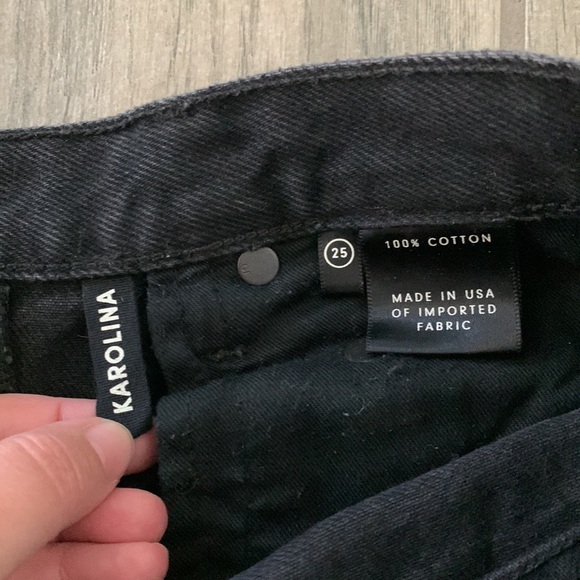 KAROLINA
25
100% COTTON
MADE IN USA
OF IMPORTED
FABRIC